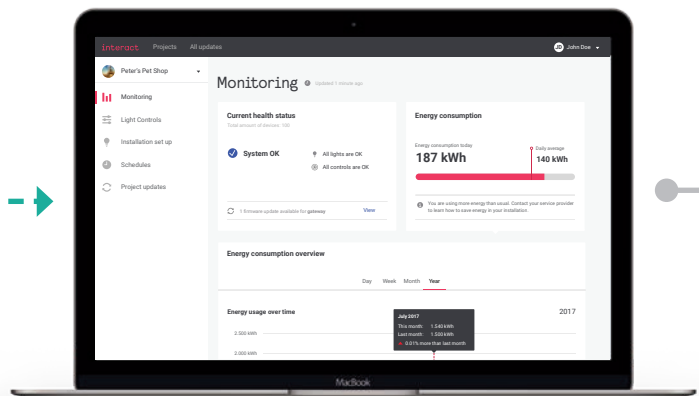 interact Projects All updates
JD John Doe
Peter's Pet Shop
Monitoring
Light Controls
Installation set up
Schedules
Project updates
Monitoring Updated 1 minute ago
Current health status
Total amount of devices: 100
System OK
All lights are OK
All controls are OK
1 firmware update available for gateway View
Energy consumption
Energy consumption today
187 kWh
Daily average
140 kWh
You are using more energy than usual. Contact your service provider
to learn how to save energy in your installation.
Energy consumption overview
Day Week Month Year
Energy usage over time 2017
2.500 kWh
2.000 kWh
July 2017
This month: 1.540 kWh
Last month: 1.500 kWh
0.01% more than last month
MacBook